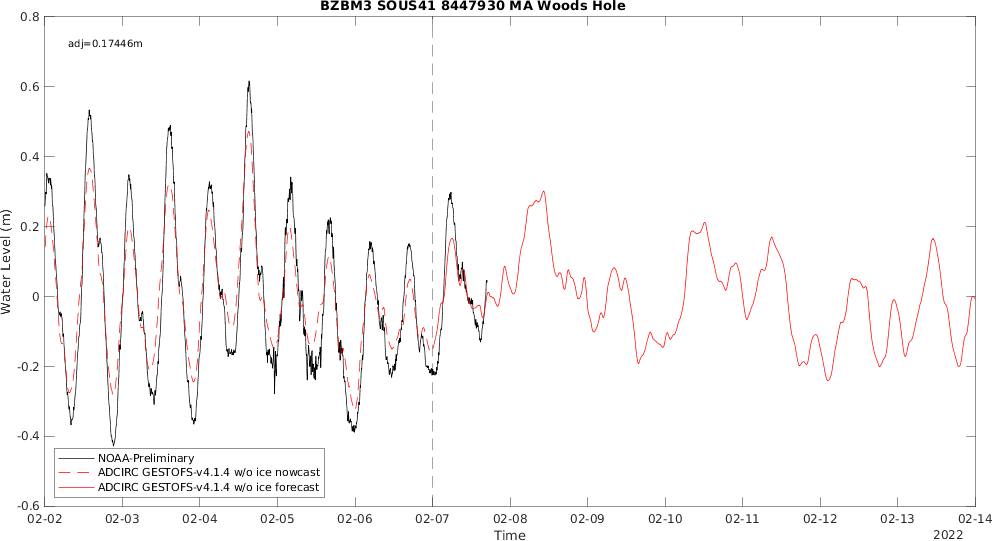 BZBM3 SOUS41 8447930 MA Woods Hole
adj=0.17446m
0.8
0.6
0.4
0.2
0
-0.2
-0.4
-0.6
Water Level (m)
NOAA-Preliminary
ADCIRC GESTOFS-v4.1.4 w/o ice nowcast
ADCIRC GESTOFS-v4.1.4 w/o ice forecast
02-02 02-03 02-04 02-05 02-06 02-07 02-08 02-09 02-10 02-11 02-12 02-13 02-14
Time
2022